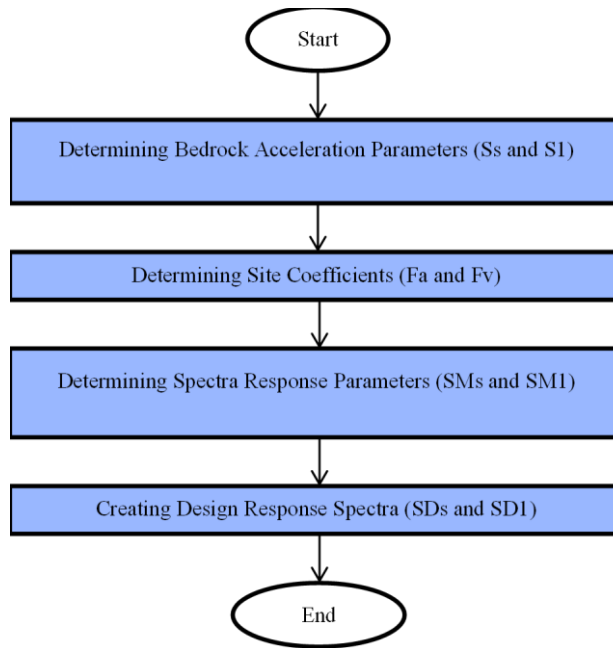 Start
Determining Bedrock Acceleration Parameters (Ss and S1)
Determining Site Coefficients (Fa and Fv)
Determining Spectra Response Parameters (SMs and SM1)
Creating Design Response Spectra (SDs and SD1)
End